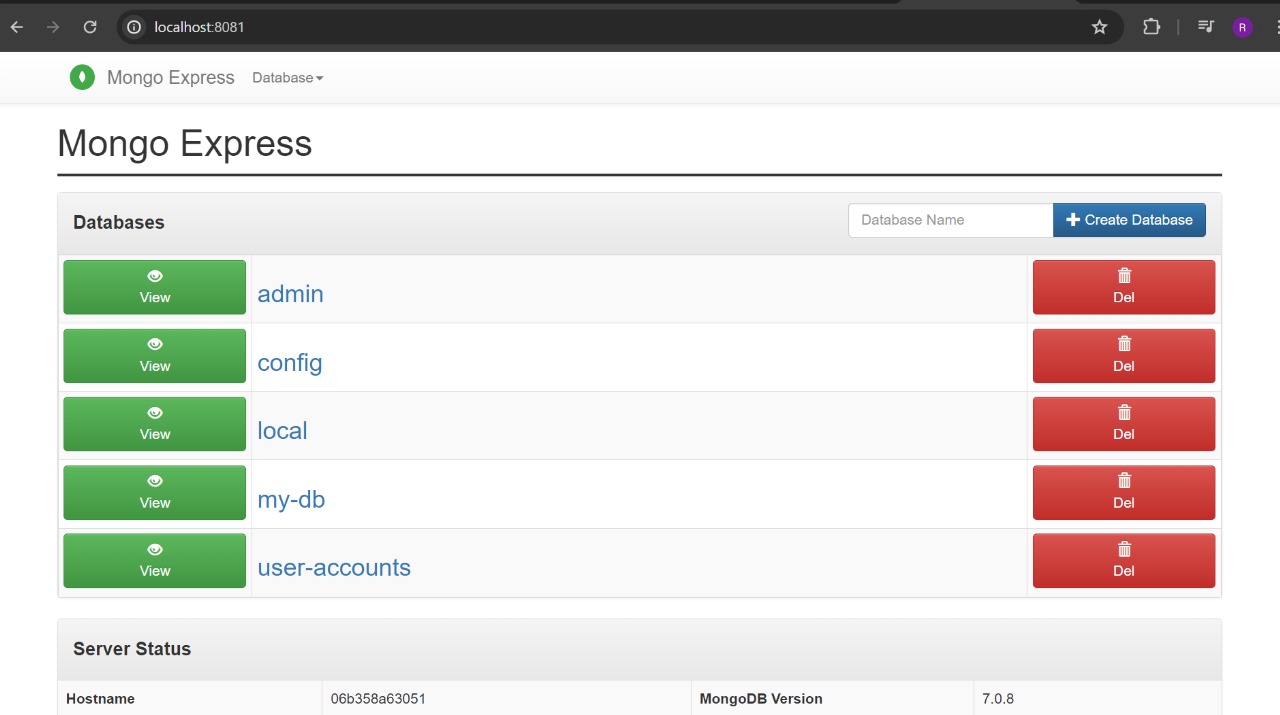 localhost:8081
R
Mongo Express Database
Mongo Express
Databases
Database Name
Create Database
View
admin
Del
View
config
Del
View
local
Del
View
my-db
Del
View
user-accounts
Del
Server Status
Hostname 06b358a63051 MongoDB Version 7.0.8